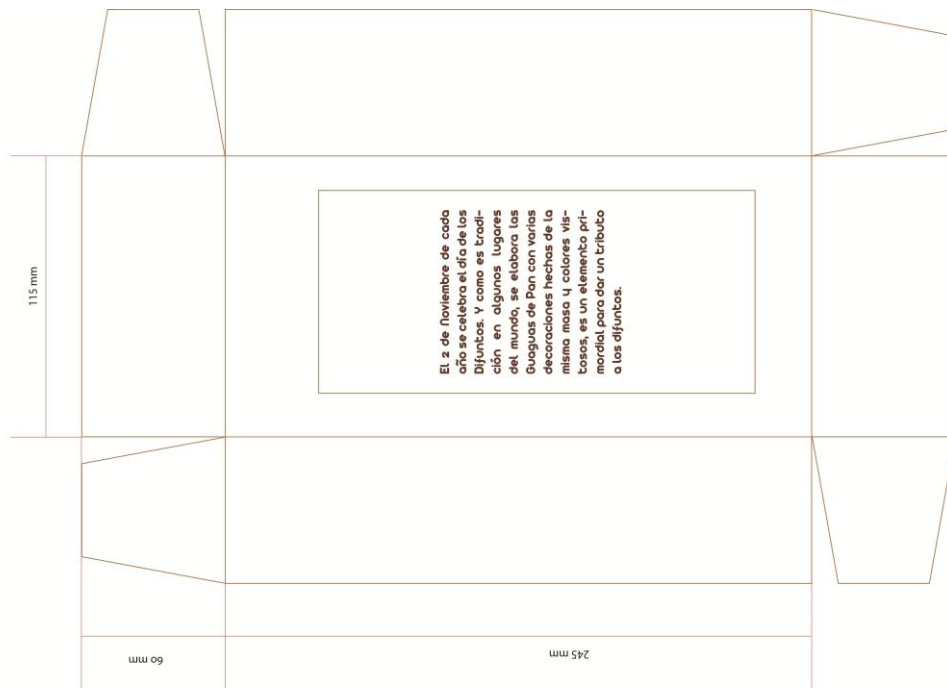 115 mm
El 2 de Noviembre de cada
año se celebra el día de los
Difuntos. Y como es tradi-
ción en algunos lugares
del mundo, se elabora las
Guaguas de Pan con varias
decoraciones hechas de la
misma masa y colores vis-
tosos, es un elemento pri-
mordial para dar un tributo
a los difuntos.
60 mm
245 mm